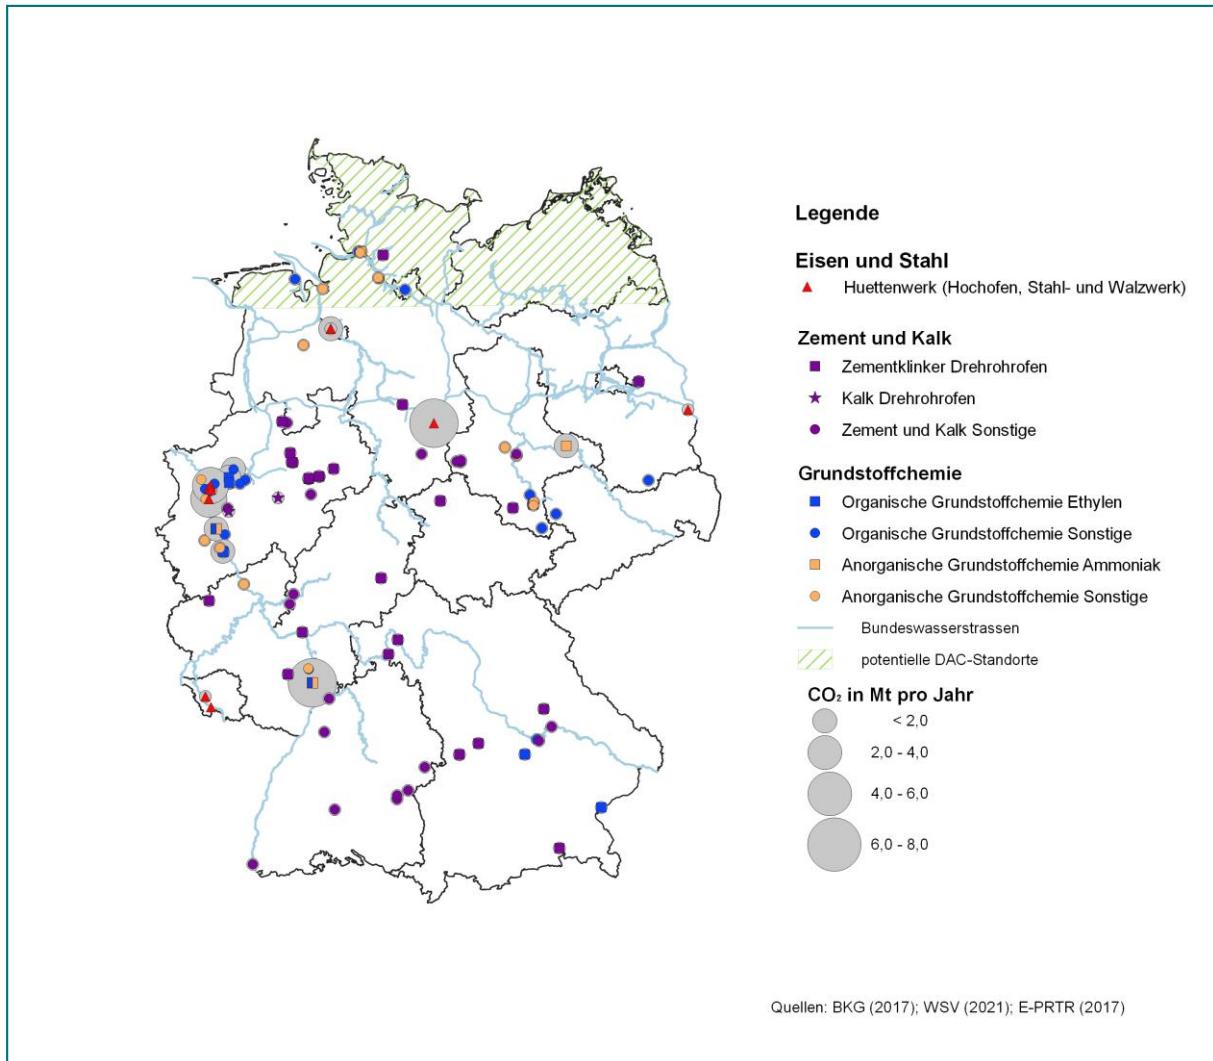 Legende
Eisen und Stahl
Huettenwerk (Hochofen, Stahl- und Walzwerk)
Zement und Kalk
Zementklinker Drehrohrofen
Kalk Drehrohrofen
Zement und Kalk Sonstige
Grundstoffchemie
Organische Grundstoffchemie Ethylen
Organische Grundstoffchemie Sonstige
Anorganische Grundstoffchemie Ammoniak
Anorganische Grundstoffchemie Sonstige
Bundeswasserstrassen
potentielle DAC-Standorte
CO₂ in Mt pro Jahr
< 2,0
2,0 - 4,0
4,0 - 6,0
6,0 - 8,0
Quellen: BKG (2017); WSV (2021); E-PRTR (2017)